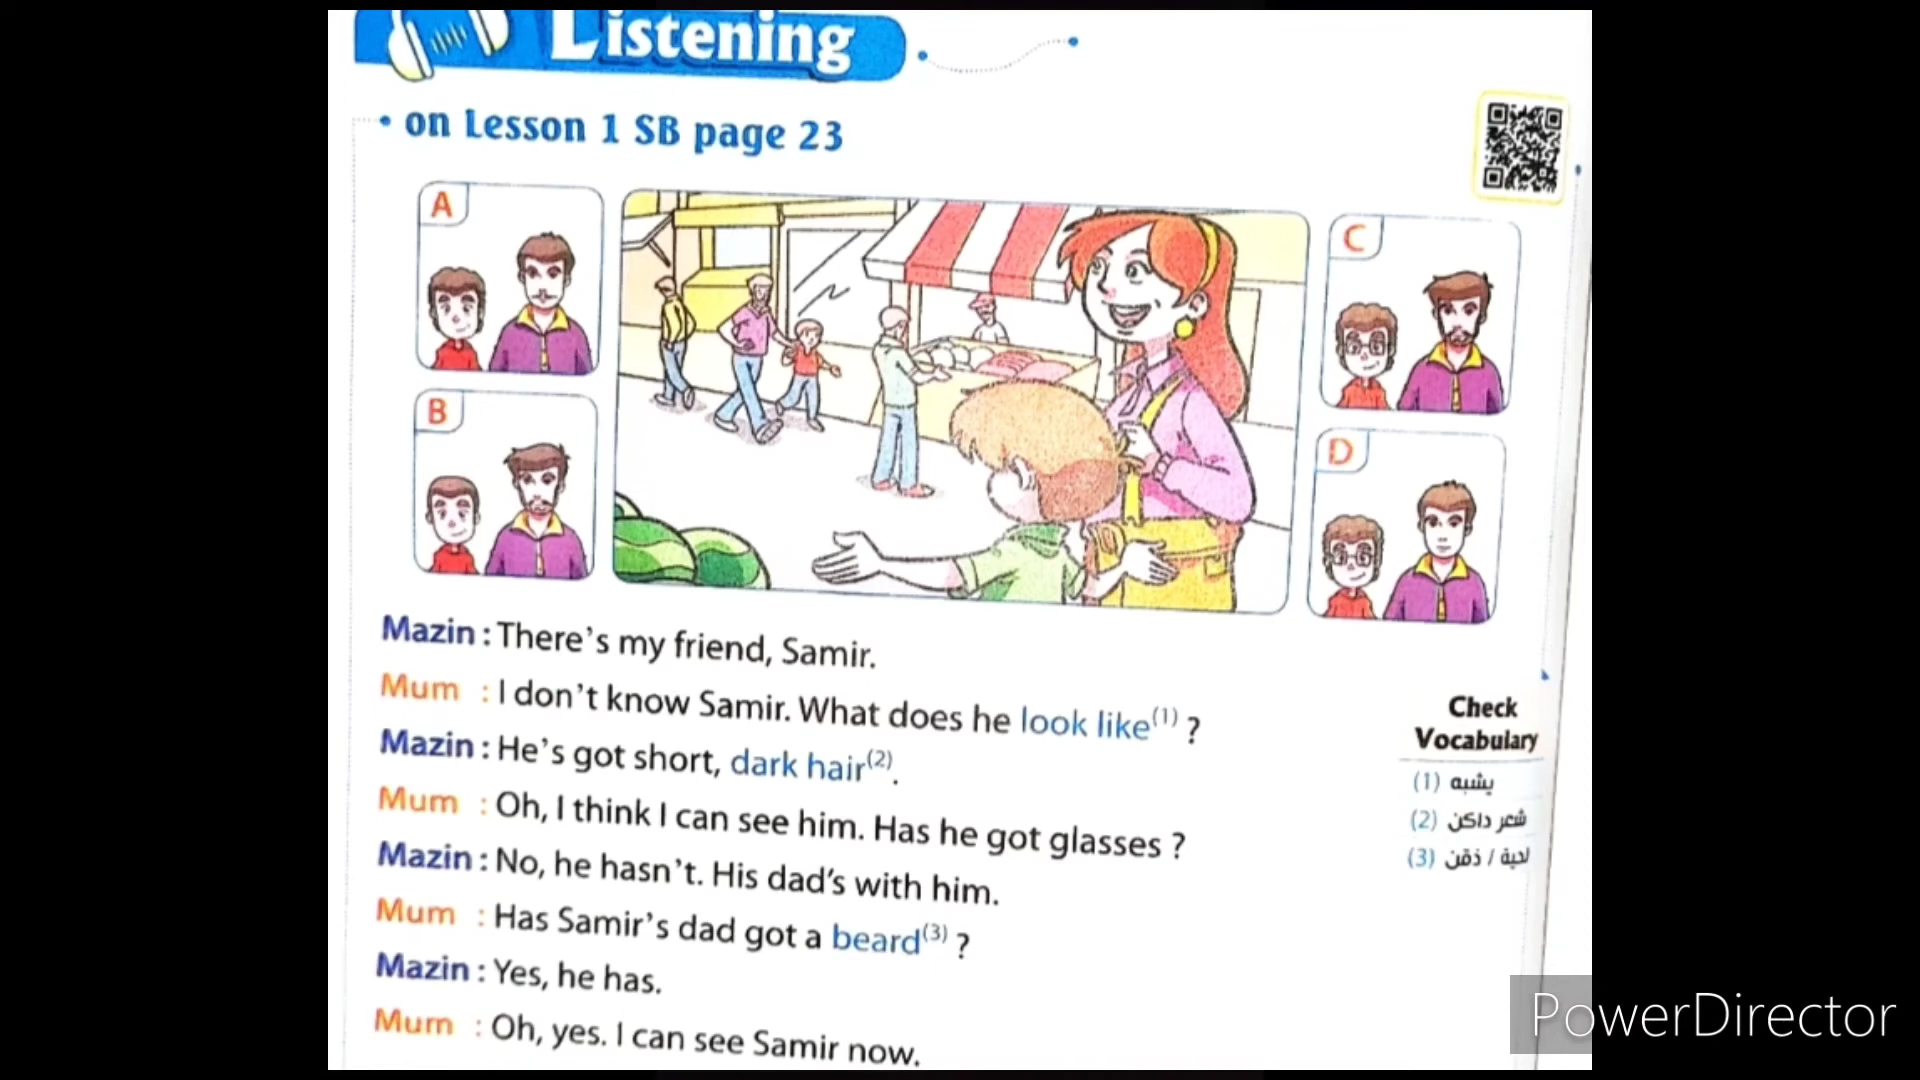 Listening
• on Lesson 1 SB page 23
A
B
C
D
Mazin : There's my friend, Samir.
Mum : I don't know Samir. What does he look like(1) ?
Mazin : He's got short, dark hair(2).
Mum : Oh, I think I can see him. Has he got glasses ?
Mazin : No, he hasn't. His dad's with him.
Mum : Has Samir's dad got a beard(3) ?
Mazin : Yes, he has.
Mum : Oh, yes. I can see Samir now.
Check
Vocabulary
(1) يشبه
(2) شعر داكن
(3) لحية / ذقن
PowerDirector